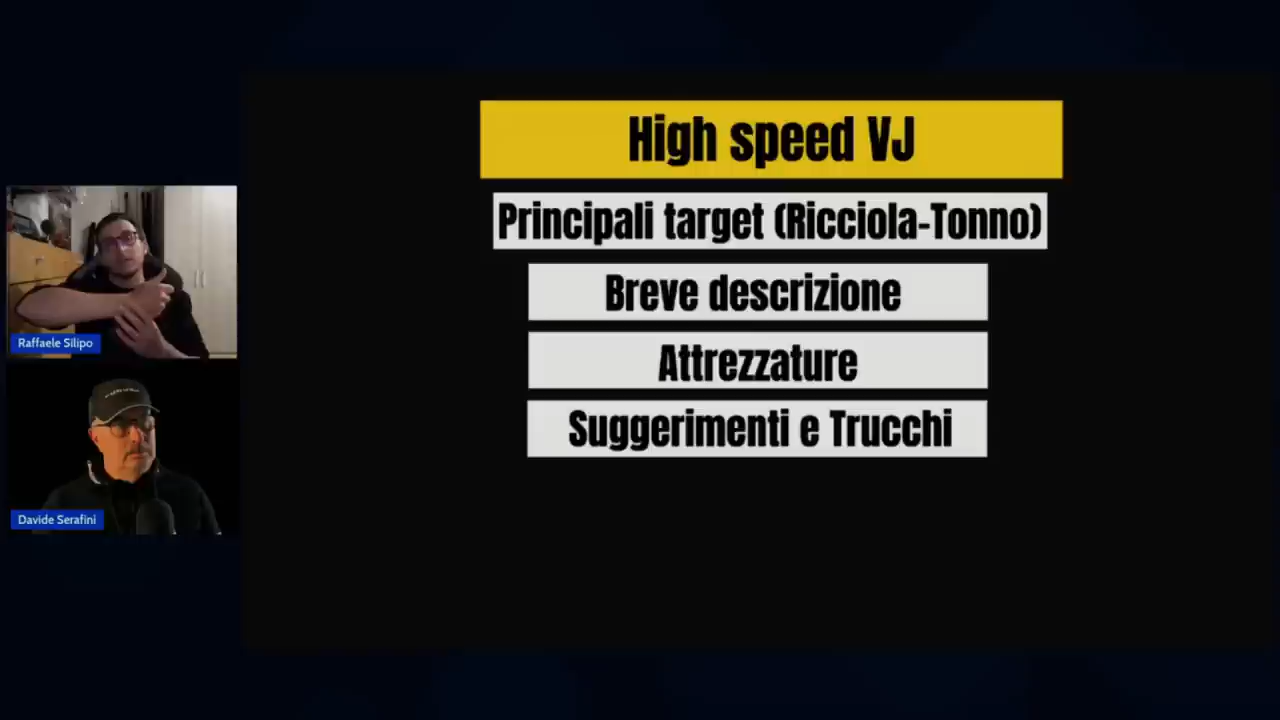 High speed VJ
Principali target (Ricciola-Tonno)
Breve descrizione
Attrezzature
Suggerimenti e Trucchi
Raffaele Silipo
Davide Serafini